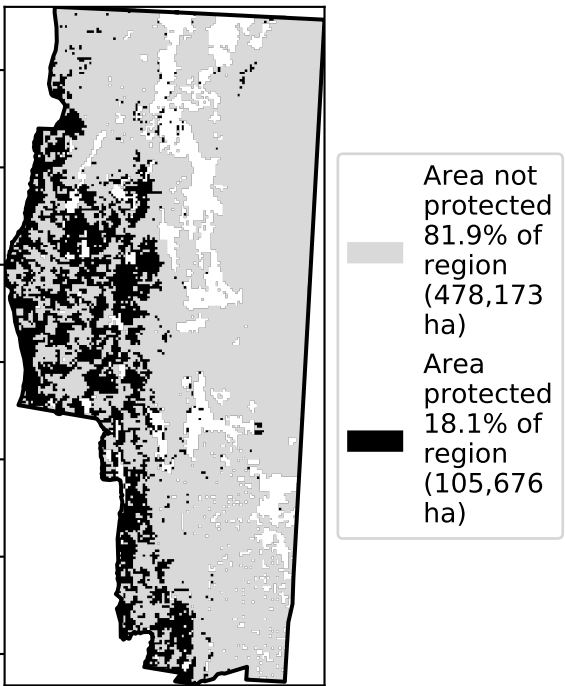 Area not
protected
81.9% of
region
(478,173
ha)
Area
protected
18.1% of
region
(105,676
ha)